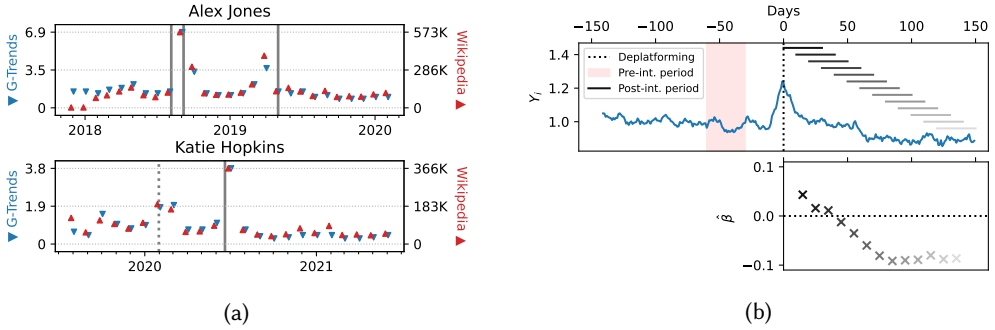 Alex Jones
▼ G-Trends
6.9
3.5
0
573K
286K
0
Wikipedia ▲
2018
2019
2020
Katie Hopkins
▼ G-Trends
3.8
1.9
0
366K
183K
0
Wikipedia ▲
2020
2021
(a)
Days
−150
−100
−50
0
50
100
150
Y_i
1.4
1.2
1.0
Deplatforming
Pre-int. period
Post-int. period
β̂
0.1
0.0
−0.1
(b)